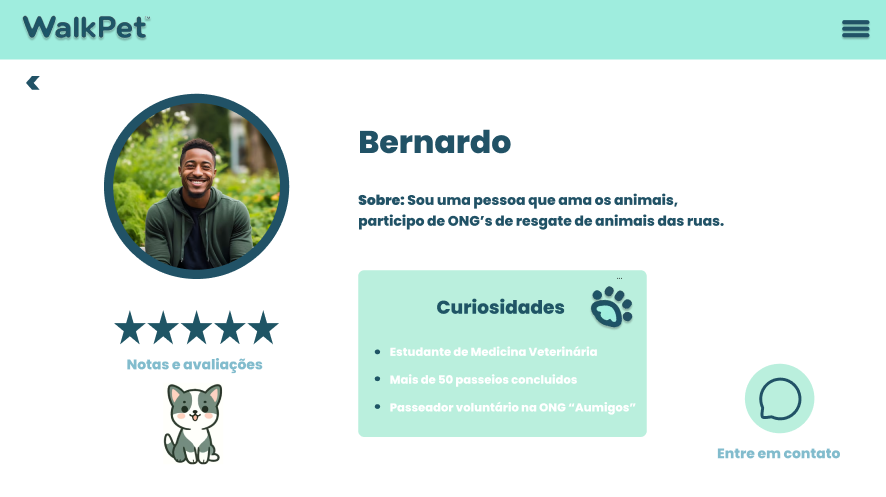 WalkPet
Bernardo
Sobre: Sou uma pessoa que ama os animais,
participo de ONG’s de resgate de animais das ruas.
...
Curiosidades
• Estudante de Medicina Veterinária
• Mais de 50 passeios concluidos
• Passeador voluntário na ONG “Aumigos”
Notas e avaliações
Entre em contato